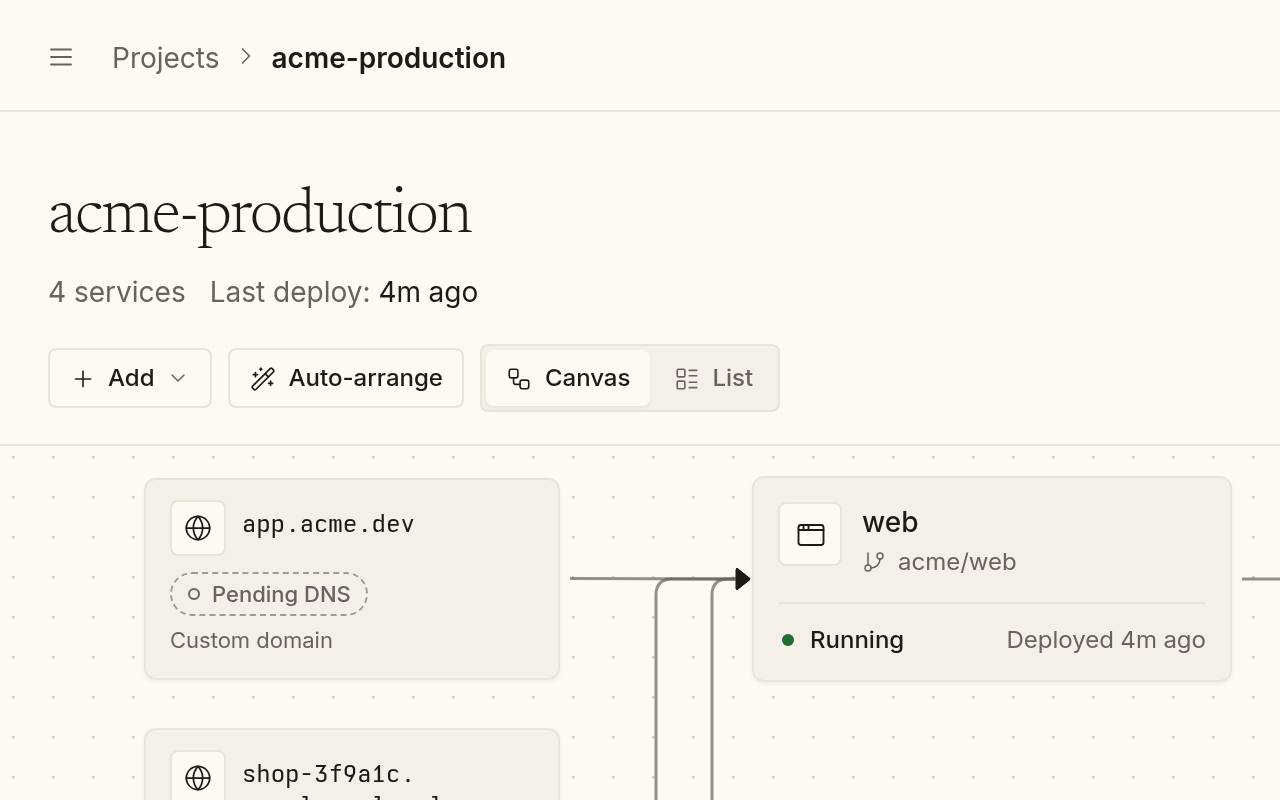 Projects acme-production
acme-production
4 services Last deploy: 4m ago
Add Auto-arrange Canvas List
app.acme.dev
Pending DNS
Custom domain
web
acme/web
Running Deployed 4m ago
shop-3f9a1c.